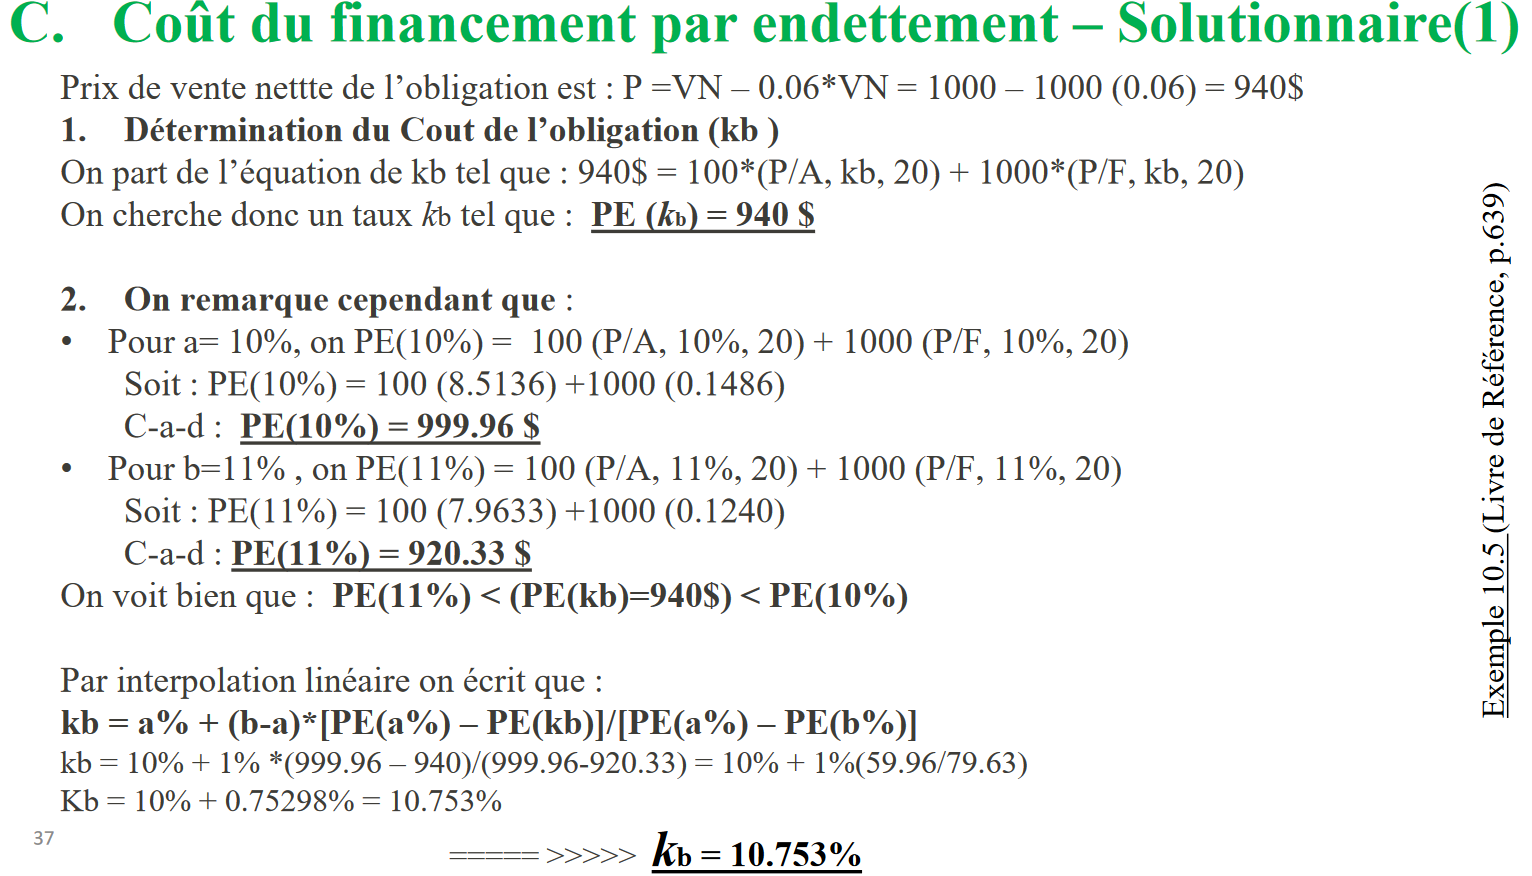 C. Coût du financement par endettement – Solutionnaire(1)
Prix de vente nettte de l’obligation est : P =VN – 0.06*VN = 1000 – 1000 (0.06) = 940$
1. Détermination du Cout de l’obligation (kb )
On part de l’équation de kb tel que : 940$ = 100*(P/A, kb, 20) + 1000*(P/F, kb, 20)
On cherche donc un taux kb tel que : PE (kb) = 940 $
2. On remarque cependant que :
• Pour a= 10%, on PE(10%) = 100 (P/A, 10%, 20) + 1000 (P/F, 10%, 20)
Soit : PE(10%) = 100 (8.5136) +1000 (0.1486)
C-a-d : PE(10%) = 999.96 $
• Pour b=11% , on PE(11%) = 100 (P/A, 11%, 20) + 1000 (P/F, 11%, 20)
Soit : PE(11%) = 100 (7.9633) +1000 (0.1240)
C-a-d : PE(11%) = 920.33 $
On voit bien que : PE(11%) < (PE(kb)=940$) < PE(10%)
Par interpolation linéaire on écrit que :
kb = a% + (b-a)*[PE(a%) – PE(kb)]/[PE(a%) – PE(b%)]
kb = 10% + 1% *(999.96 – 940)/(999.96-920.33) = 10% + 1%(59.96/79.63)
Kb = 10% + 0.75298% = 10.753%
===== >>>>> kb = 10.753%
37
Exemple 10.5 (Livre de Référence, p.639)